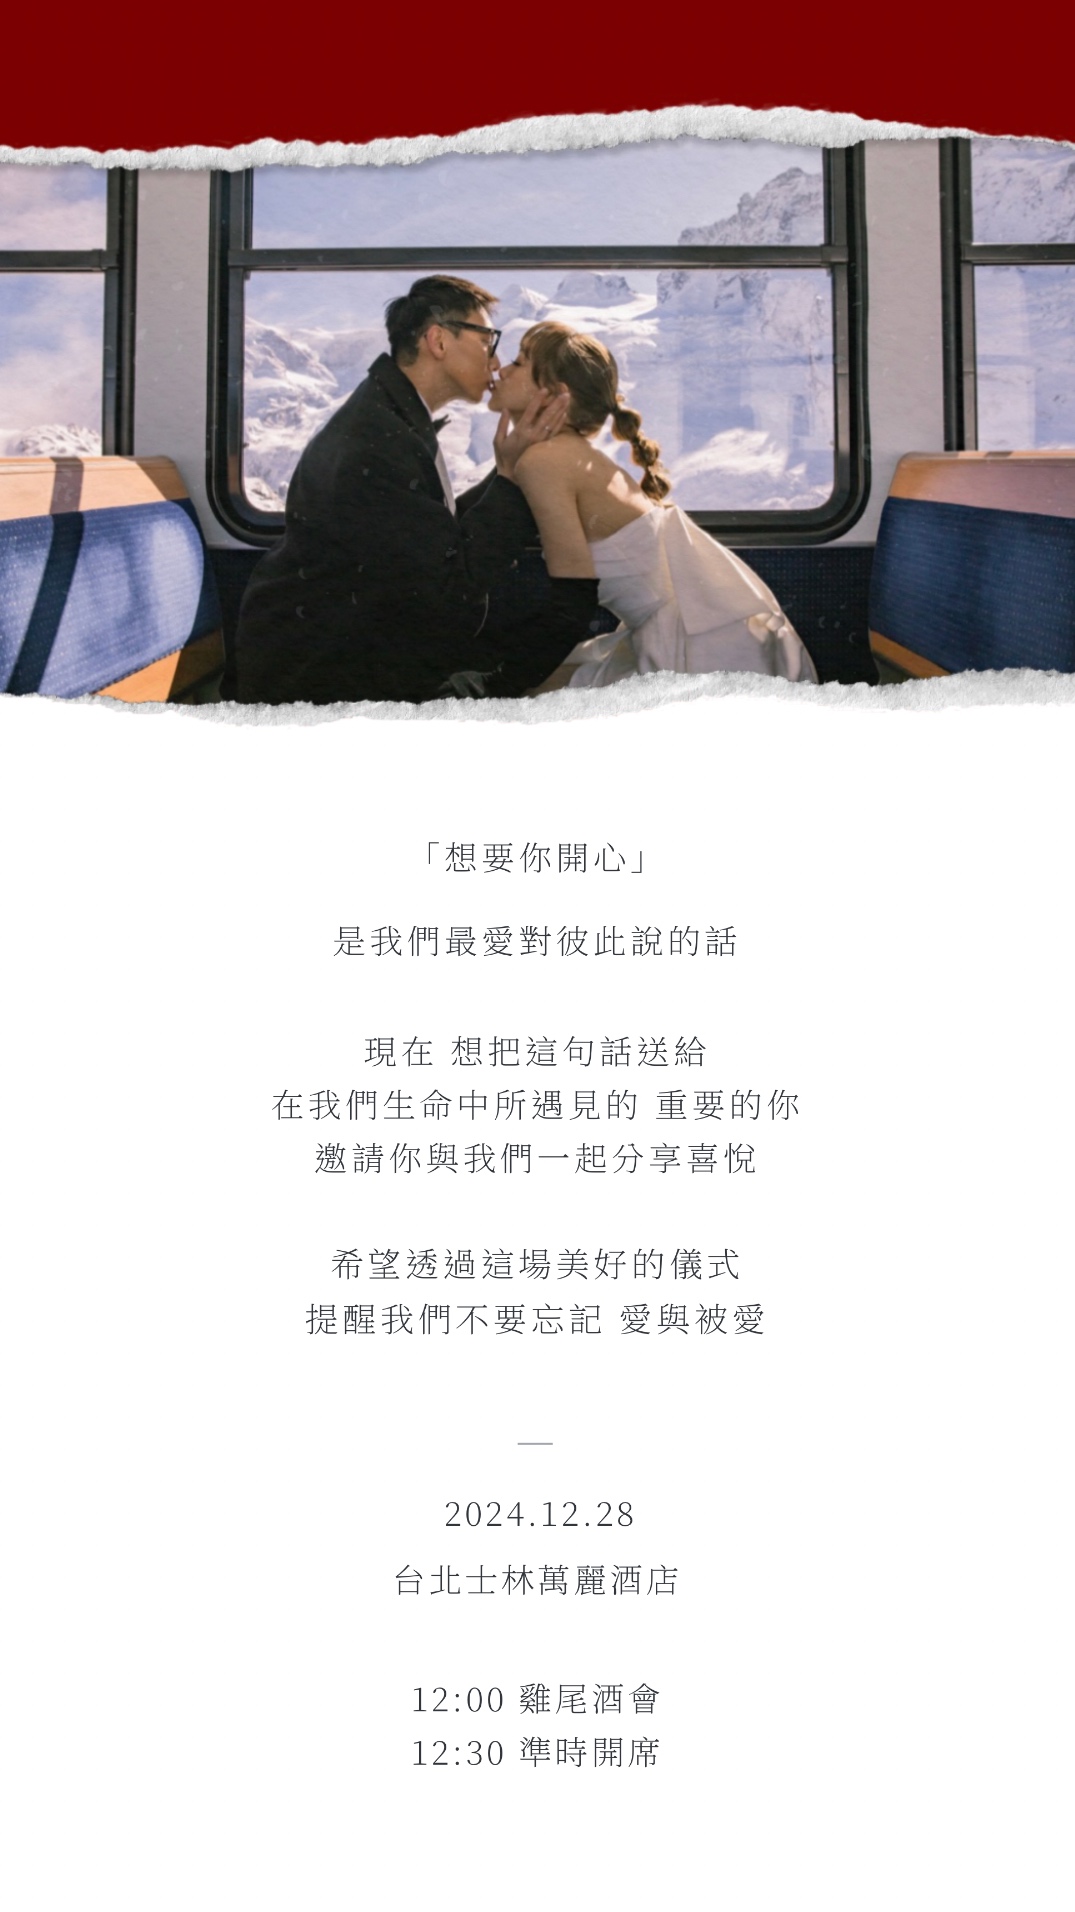 「想要你開心」
是我們最愛對彼此說的話
現在 想把這句話送給
在我們生命中所遇見的 重要的你
邀請你與我們一起分享喜悅
希望透過這場美好的儀式
提醒我們不要忘記 愛與被愛
—
2024.12.28
台北士林萬麗酒店
12:00 雞尾酒會
12:30 準時開席